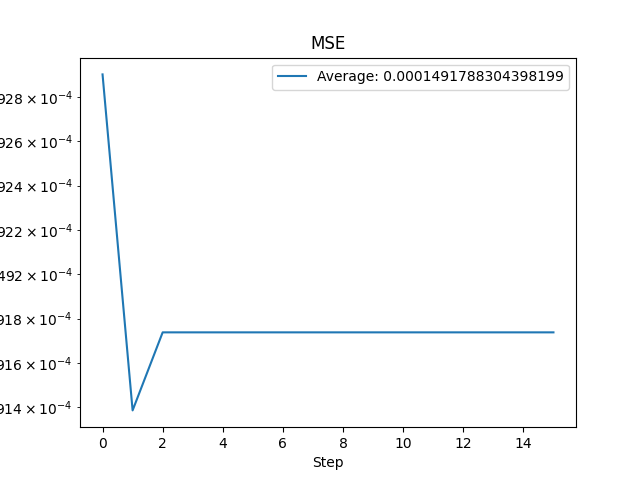 MSE
Average: 0.0001491788304398199
928 × 10⁻⁴
926 × 10⁻⁴
924 × 10⁻⁴
922 × 10⁻⁴
492 × 10⁻⁴
918 × 10⁻⁴
916 × 10⁻⁴
914 × 10⁻⁴
0 2 4 6 8 10 12 14
Step